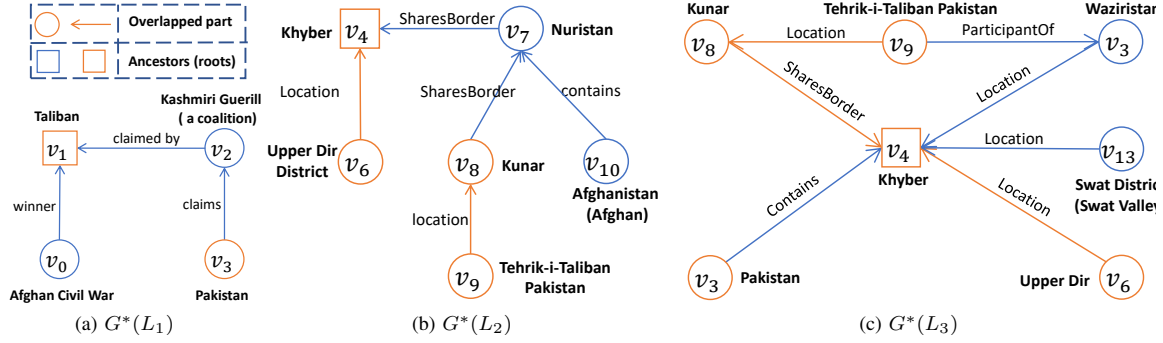 Overlapped part
Ancestors (roots)
Taliban
v₁
claimed by
Kashmiri Guerill
( a coalition)
v₂
winner
claims
v₀
Afghan Civil War
v₃
Pakistan
(a) G*(L₁)
Khyber
v₄
SharesBorder
v₇
Nuristan
Location
SharesBorder
contains
Upper Dir
District
v₆
v₈
Kunar
v₁₀
Afghanistan
(Afghan)
location
v₉
Tehrik-i-Taliban
Pakistan
(b) G*(L₂)
Kunar
v₈
Location
Tehrik-i-Taliban Pakistan
v₉
ParticipantOf
Waziristan
v₃
SharesBorder
Location
v₄
Khyber
Location
v₁₃
Swat District
(Swat Valley
Contains
Location
v₃
Pakistan
Upper Dir
v₆
(c) G*(L₃)